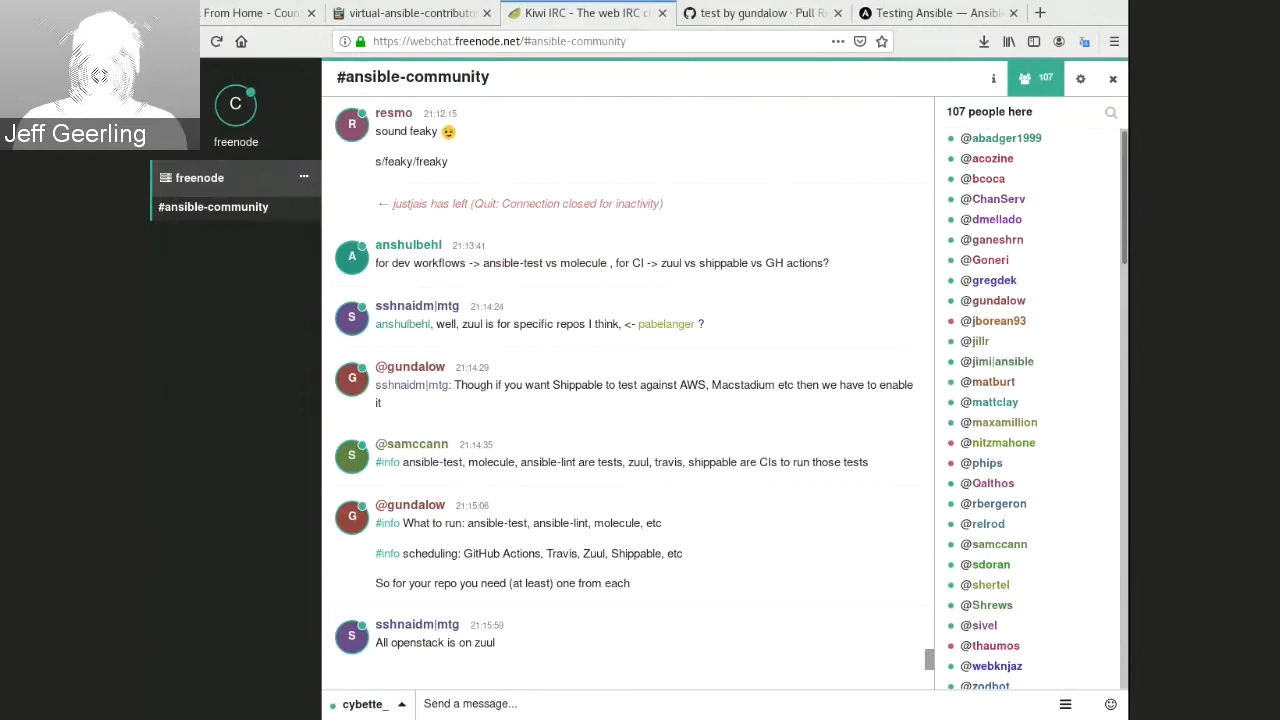 From Home - Coun
virtual-ansible-contributor
Kiwi IRC - The web IRC c
test by gundalow · Pull R
Testing Ansible — Ansibl
https://webchat.freenode.net/#ansible-community
Jeff Geerling
C
freenode
freenode
#ansible-community
#ansible-community
107
R
resmo 21:12:15
sound feaky 😉
s/feaky/freaky
← justjais has left (Quit: Connection closed for inactivity)
A
anshulbehl 21:13:41
for dev workflows -> ansible-test vs molecule , for CI -> zuul vs shippable vs GH actions?
S
sshnaidm|mtg 21:14:24
anshulbehl, well, zuul is for specific repos I think, <- pabelanger ?
G
@gundalow 21:14:29
sshnaidm|mtg: Though if you want Shippable to test against AWS, Macstadium etc then we have to enable
it
S
@samccann 21:14:35
#info ansible-test, molecule, ansible-lint are tests, zuul, travis, shippable are CIs to run those tests
G
@gundalow 21:15:06
#info What to run: ansible-test, ansible-lint, molecule, etc
#info scheduling: GitHub Actions, Travis, Zuul, Shippable, etc
So for your repo you need (at least) one from each
S
sshnaidm|mtg 21:15:59
All openstack is on zuul
107 people here
@abadger1999
@acozine
@bcoca
@ChanServ
@dmellado
@ganeshrn
@Goneri
@gregdek
@gundalow
@jborean93
@jillr
@jimi|ansible
@matburt
@mattclay
@maxamillion
@nitzmahone
@phips
@Qalthos
@rbergeron
@relrod
@samccann
@sdoran
@shertel
@Shrews
@sivel
@thaumos
@webknjaz
@zodbot
cybette_
Send a message...